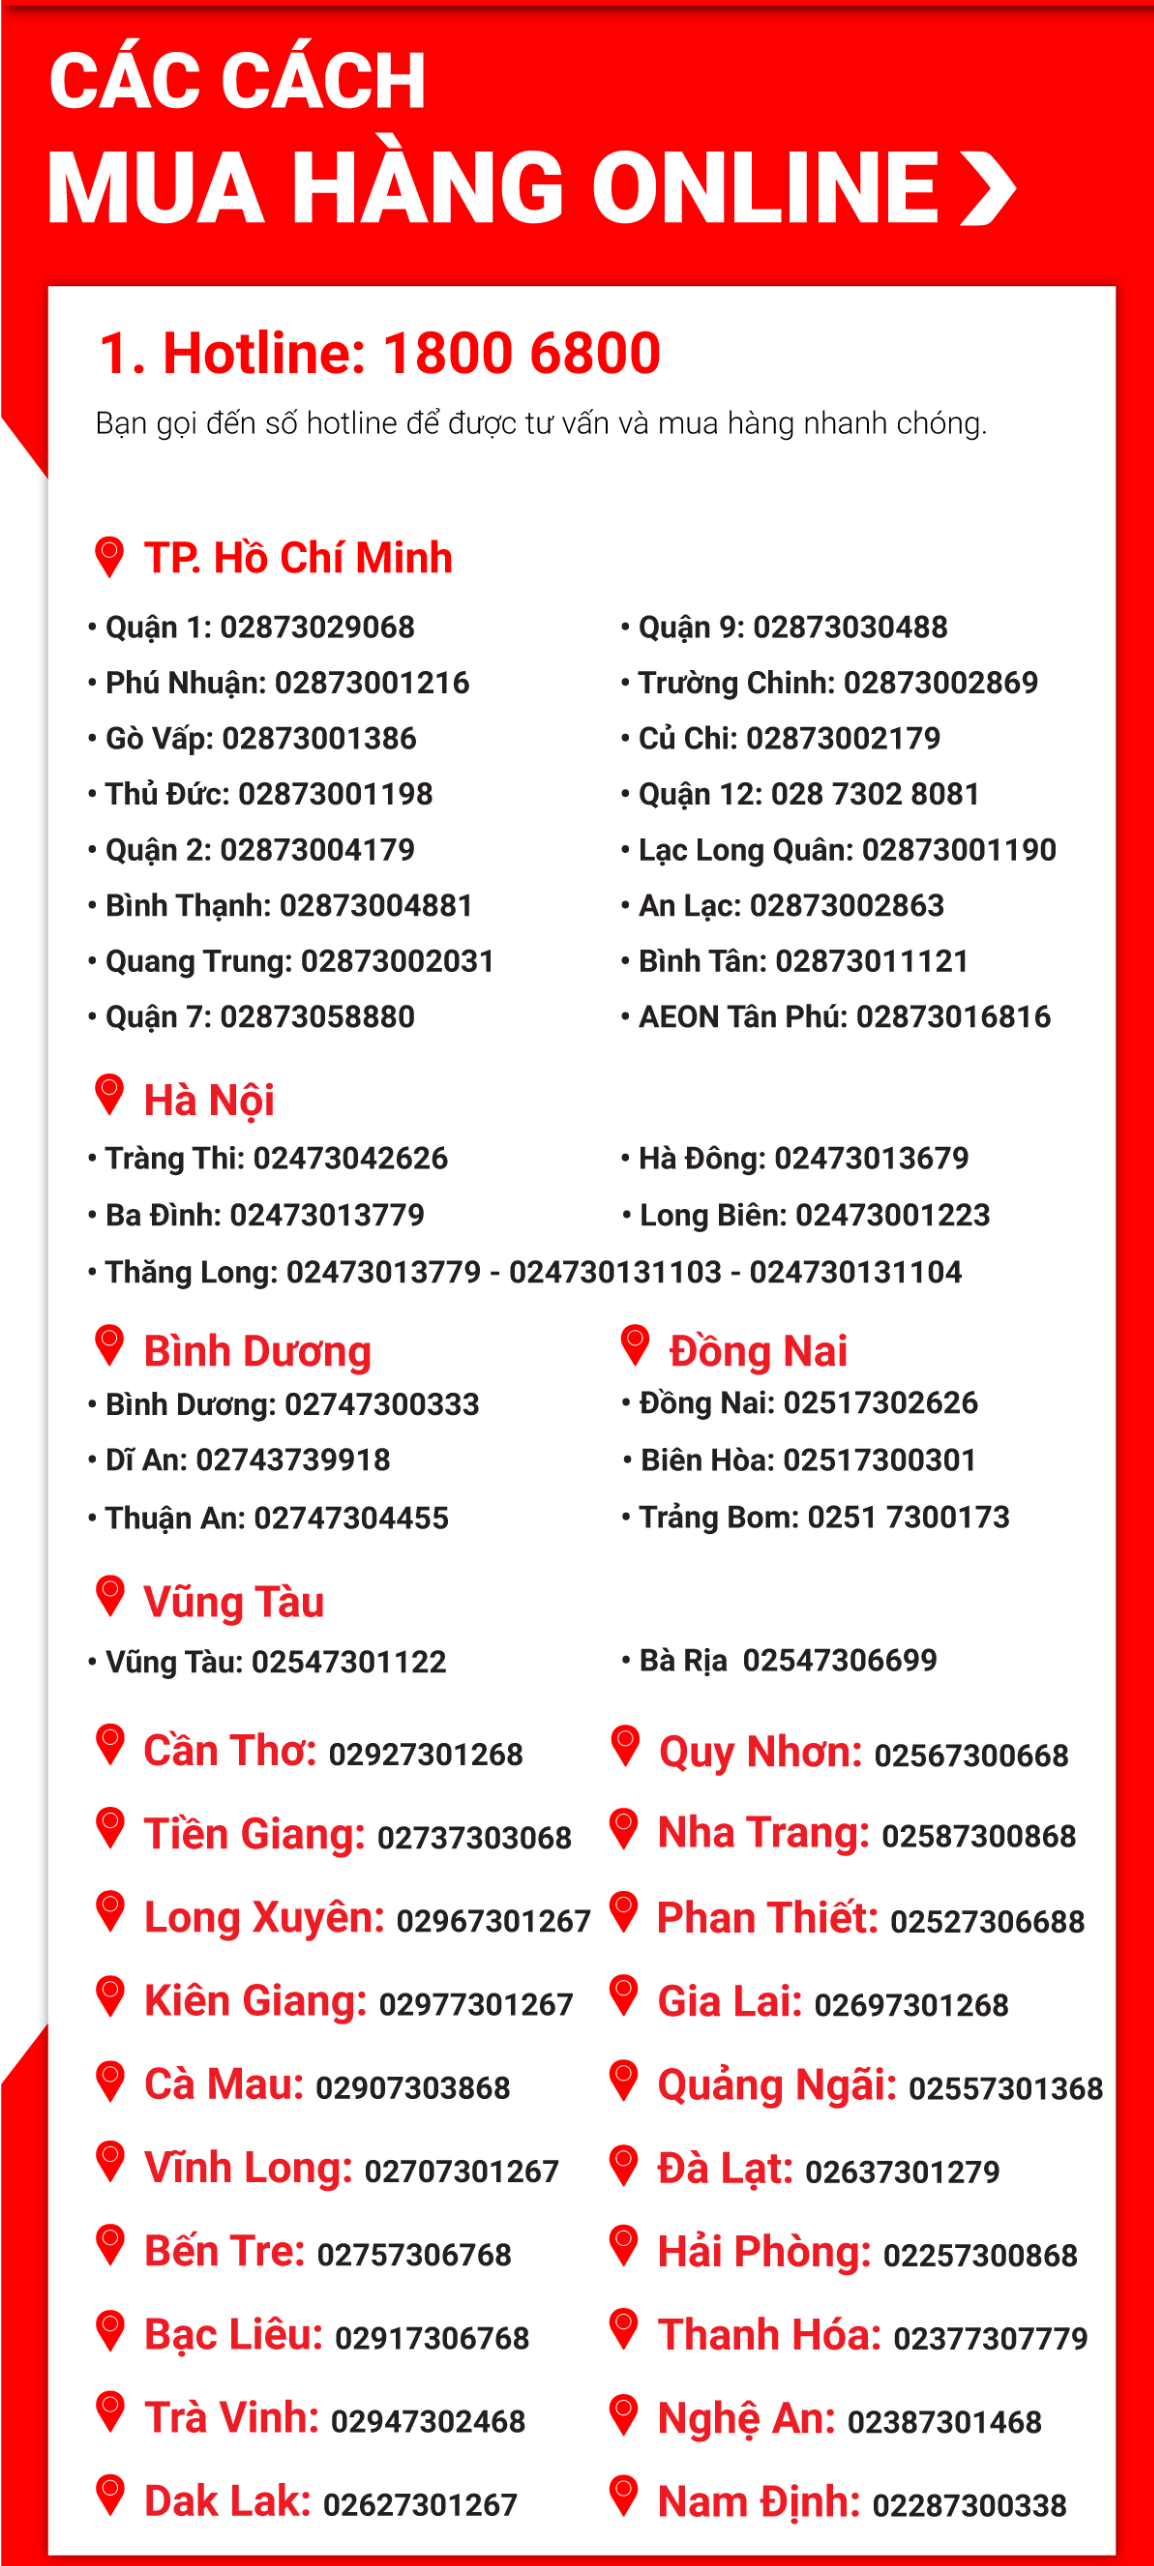 CÁC CÁCH
MUA HÀNG ONLINE
1. Hotline: 1800 6800
Bạn gọi đến số hotline để được tư vấn và mua hàng nhanh chóng.
TP. Hồ Chí Minh
• Quận 1: 02873029068
• Quận 9: 02873030488
• Phú Nhuận: 02873001216
• Trường Chinh: 02873002869
• Gò Vấp: 02873001386
• Củ Chi: 02873002179
• Thủ Đức: 02873001198
• Quận 12: 028 7302 8081
• Quận 2: 02873004179
• Lạc Long Quân: 02873001190
• Bình Thạnh: 02873004881
• An Lạc: 02873002863
• Quang Trung: 02873002031
• Bình Tân: 02873011121
• Quận 7: 02873058880
• AEON Tân Phú: 02873016816
Hà Nội
• Tràng Thi: 02473042626
• Hà Đông: 02473013679
• Ba Đình: 02473013779
• Long Biên: 02473001223
• Thăng Long: 02473013779 - 024730131103 - 024730131104
Bình Dương
• Bình Dương: 02747300333
• Dĩ An: 02743739918
• Thuận An: 02747304455
Đồng Nai
• Đồng Nai: 02517302626
• Biên Hòa: 02517300301
• Trảng Bom: 0251 7300173
Vũng Tàu
• Vũng Tàu: 02547301122
• Bà Rịa 02547306699
Cần Thơ: 02927301268
Quy Nhơn: 02567300668
Tiền Giang: 02737303068
Nha Trang: 02587300868
Long Xuyên: 02967301267
Phan Thiết: 02527306688
Kiên Giang: 02977301267
Gia Lai: 02697301268
Cà Mau: 02907303868
Quảng Ngãi: 02557301368
Vĩnh Long: 02707301267
Đà Lạt: 02637301279
Bến Tre: 02757306768
Hải Phòng: 02257300868
Bạc Liêu: 02917306768
Thanh Hóa: 02377307779
Trà Vinh: 02947302468
Nghệ An: 02387301468
Dak Lak: 02627301267
Nam Định: 02287300338